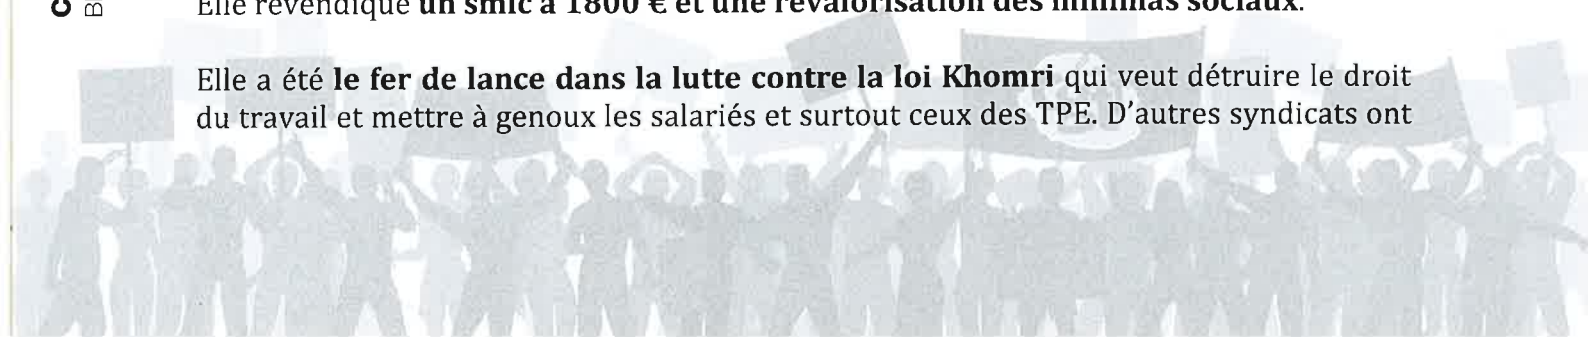 Elle revendique un smic à 1800 € et une revalorisation des minimas sociaux.
Elle a été le fer de lance dans la lutte contre la loi Khomri qui veut détruire le droit
du travail et mettre à genoux les salariés et surtout ceux des TPE. D'autres syndicats ont